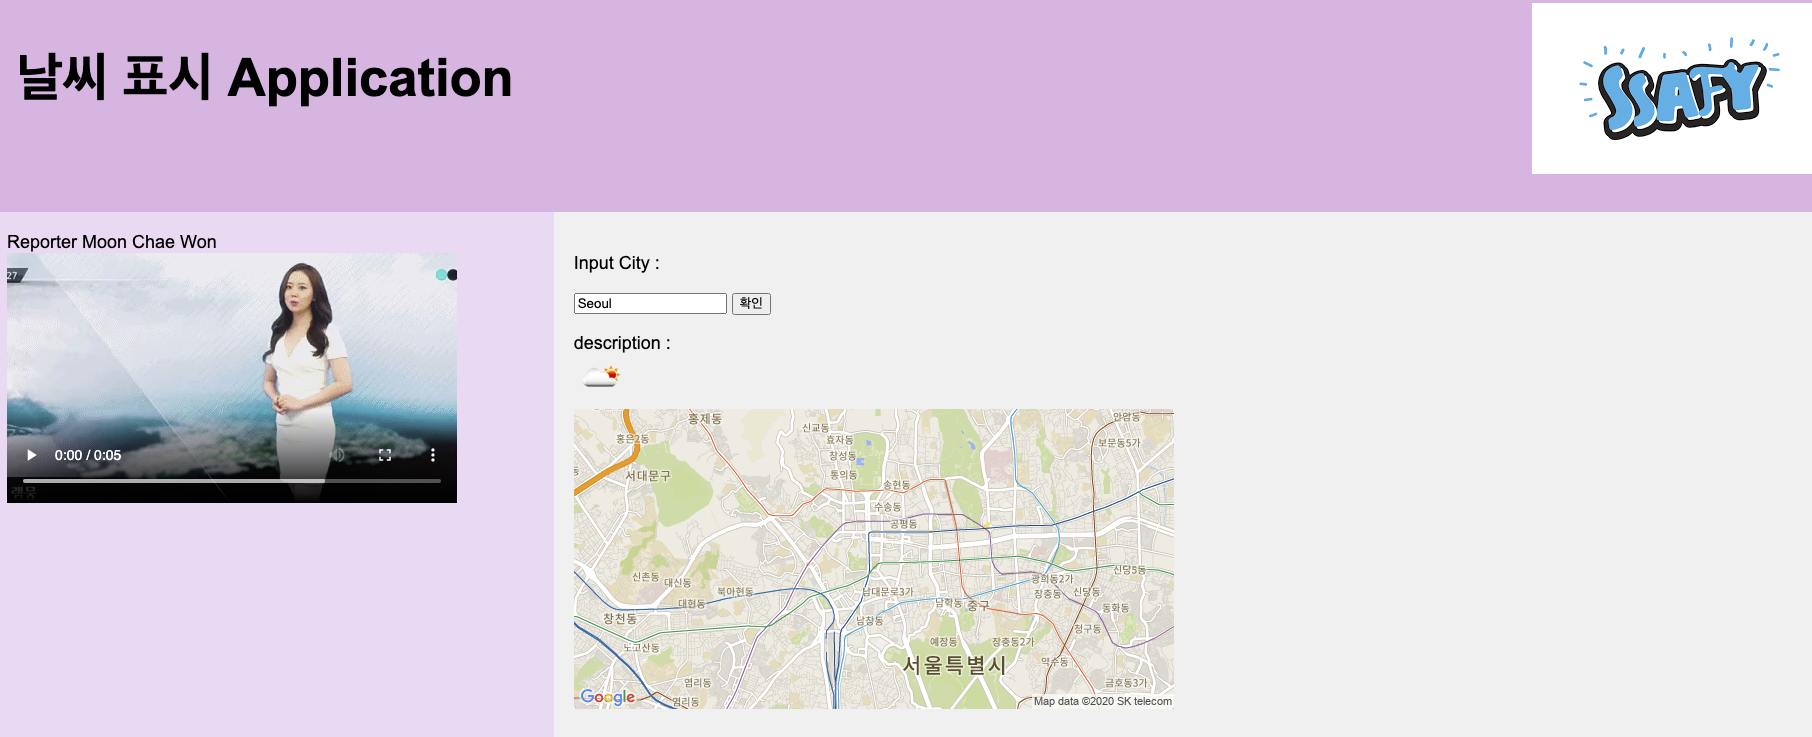 날씨 표시 Application
SSAFY
Reporter Moon Chae Won
27
0:00 / 0:05
Input City :
Seoul 확인
description :
홍제동
안암동
신교동
홍은2동
효자동
보문동5가
창성동
서대문구
통의동
송현동
수송동
공평동
신당5동
신촌동
대신동
광희동2가
북아현동
남대문로3가
장충동
신당동
대현동
남학동
중구
동화동
창천동
남창동
정구동
예장동
장충동2가
노고산동
약수동
서울특별시
염리동
금호동3가
염리동
Google
Map data ©2020 SK telecom